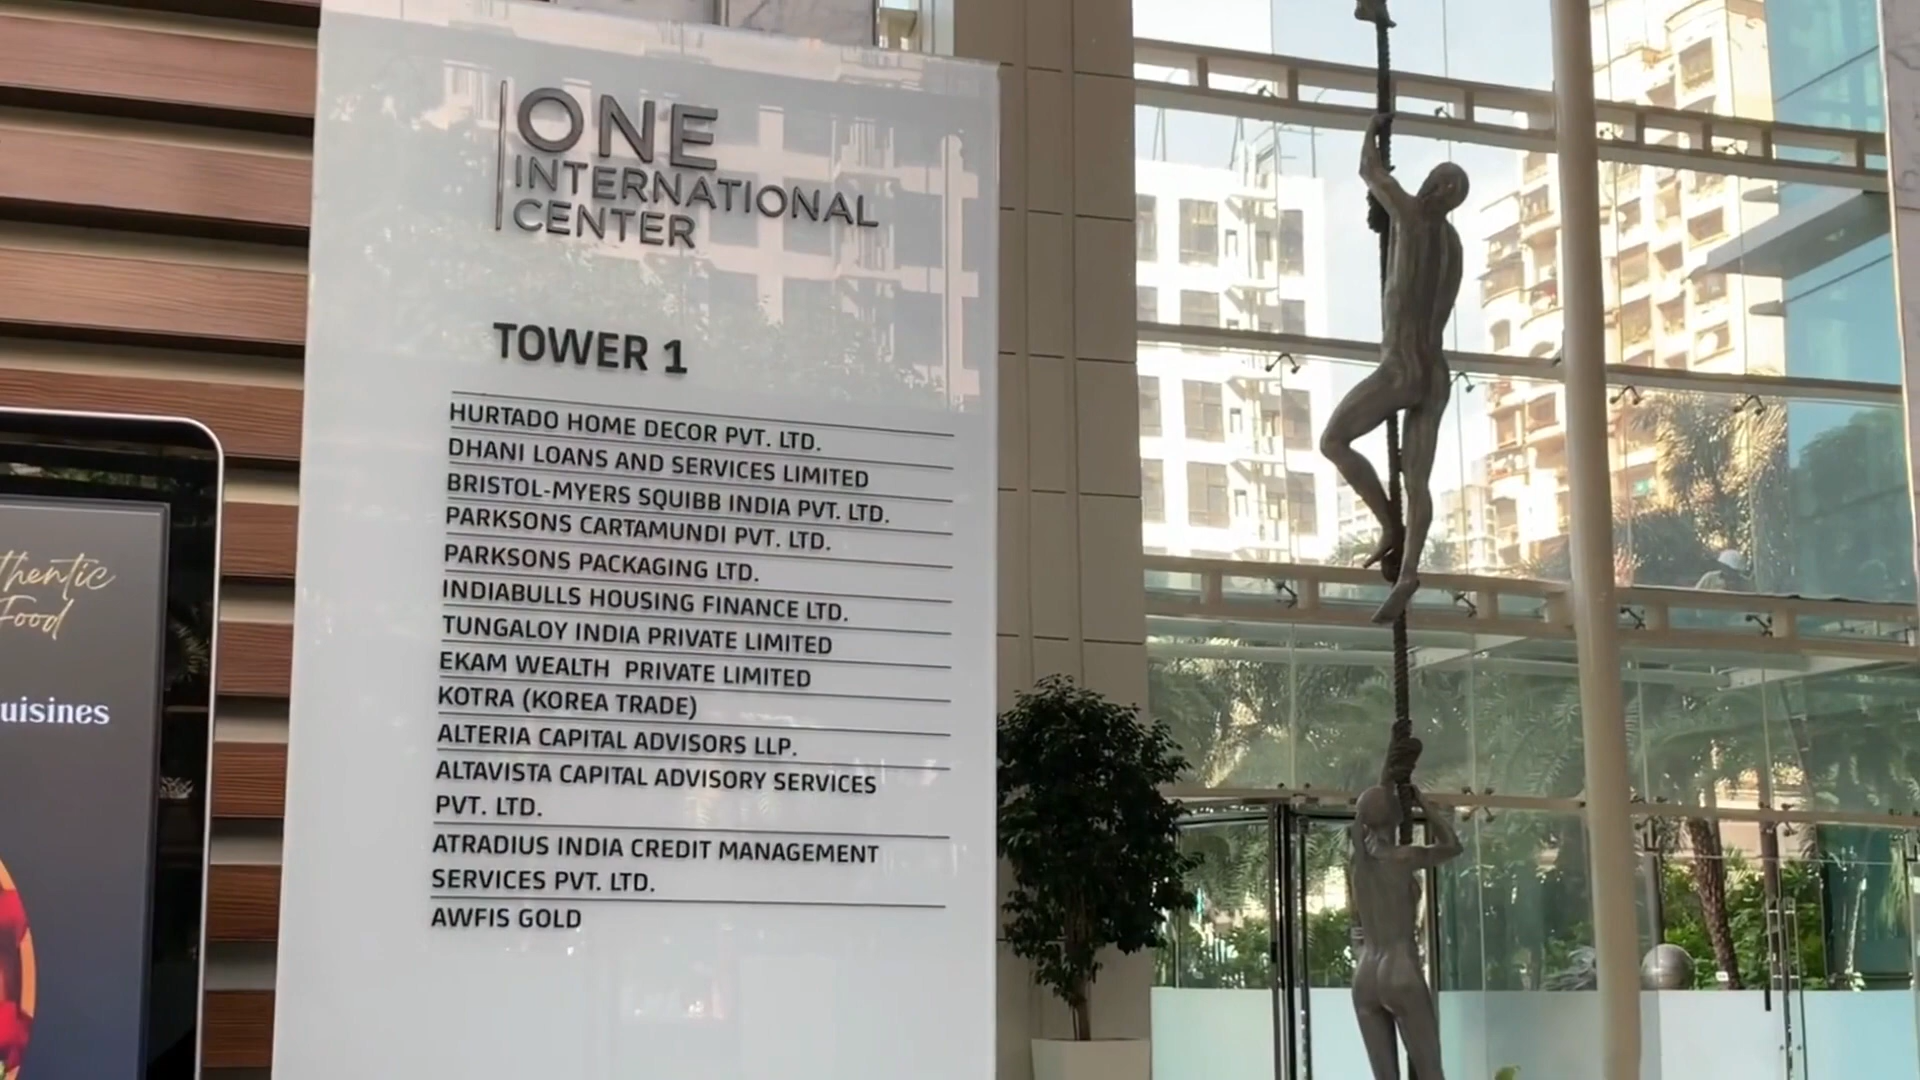 ONE
INTERNATIONAL
CENTER
TOWER 1
HURTADO HOME DECOR PVT. LTD.
DHANI LOANS AND SERVICES LIMITED
BRISTOL-MYERS SQUIBB INDIA PVT. LTD.
PARKSONS CARTAMUNDI PVT. LTD.
PARKSONS PACKAGING LTD.
INDIABULLS HOUSING FINANCE LTD.
TUNGALOY INDIA PRIVATE LIMITED
EKAM WEALTH PRIVATE LIMITED
KOTRA (KOREA TRADE)
ALTERIA CAPITAL ADVISORS LLP.
ALTAVISTA CAPITAL ADVISORY SERVICES
PVT. LTD.
ATRADIUS INDIA CREDIT MANAGEMENT
SERVICES PVT. LTD.
AWFIS GOLD
Food